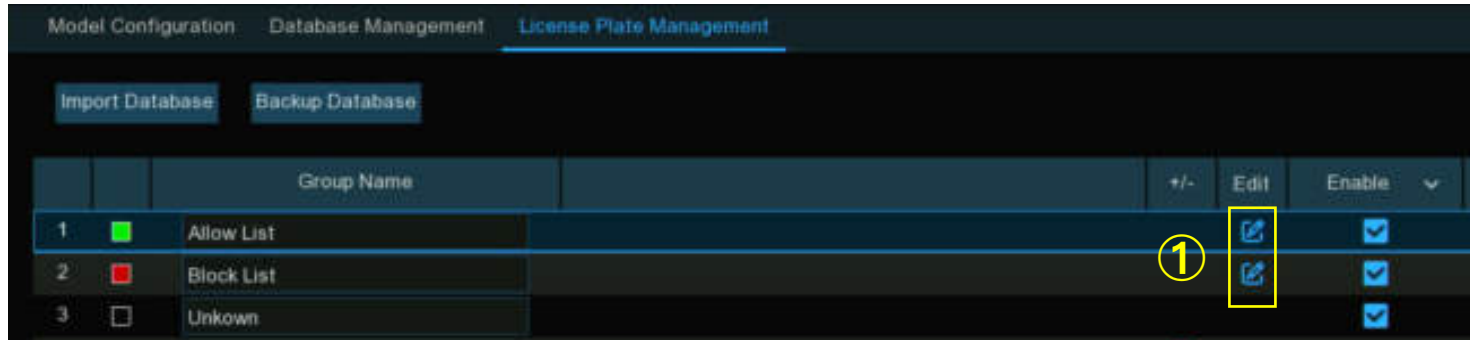 Model Configuration Database Management License Plate Management
Import Database Backup Database
Group Name +/- Edit Enable
1 Allow List
①
2 Block List
3 Unkown